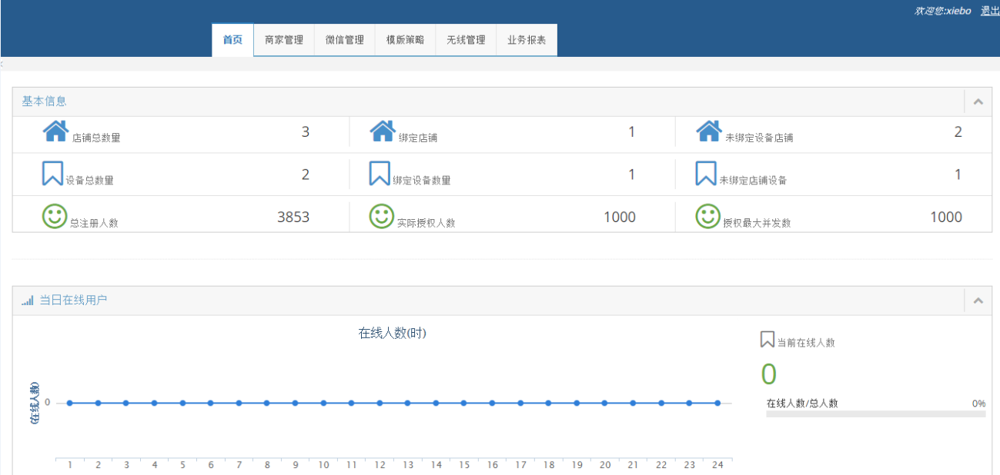 欢迎您:xiebo 退出
首页 商家管理 微信管理 模版策略 无线管理 业务报表
基本信息
店铺总数量 3 绑定店铺 1 未绑定设备店铺 2
设备总数量 2 绑定设备数量 1 未绑定店铺设备 1
总注册人数 3853 实际授权人数 1000 授权最大并发数 1000
当日在线用户
在线人数(时)
当前在线人数
0
(在线人数)
0
在线人数/总人数 0%
1 2 3 4 5 6 7 8 9 10 11 12 13 14 15 16 17 18 19 20 21 22 23 24